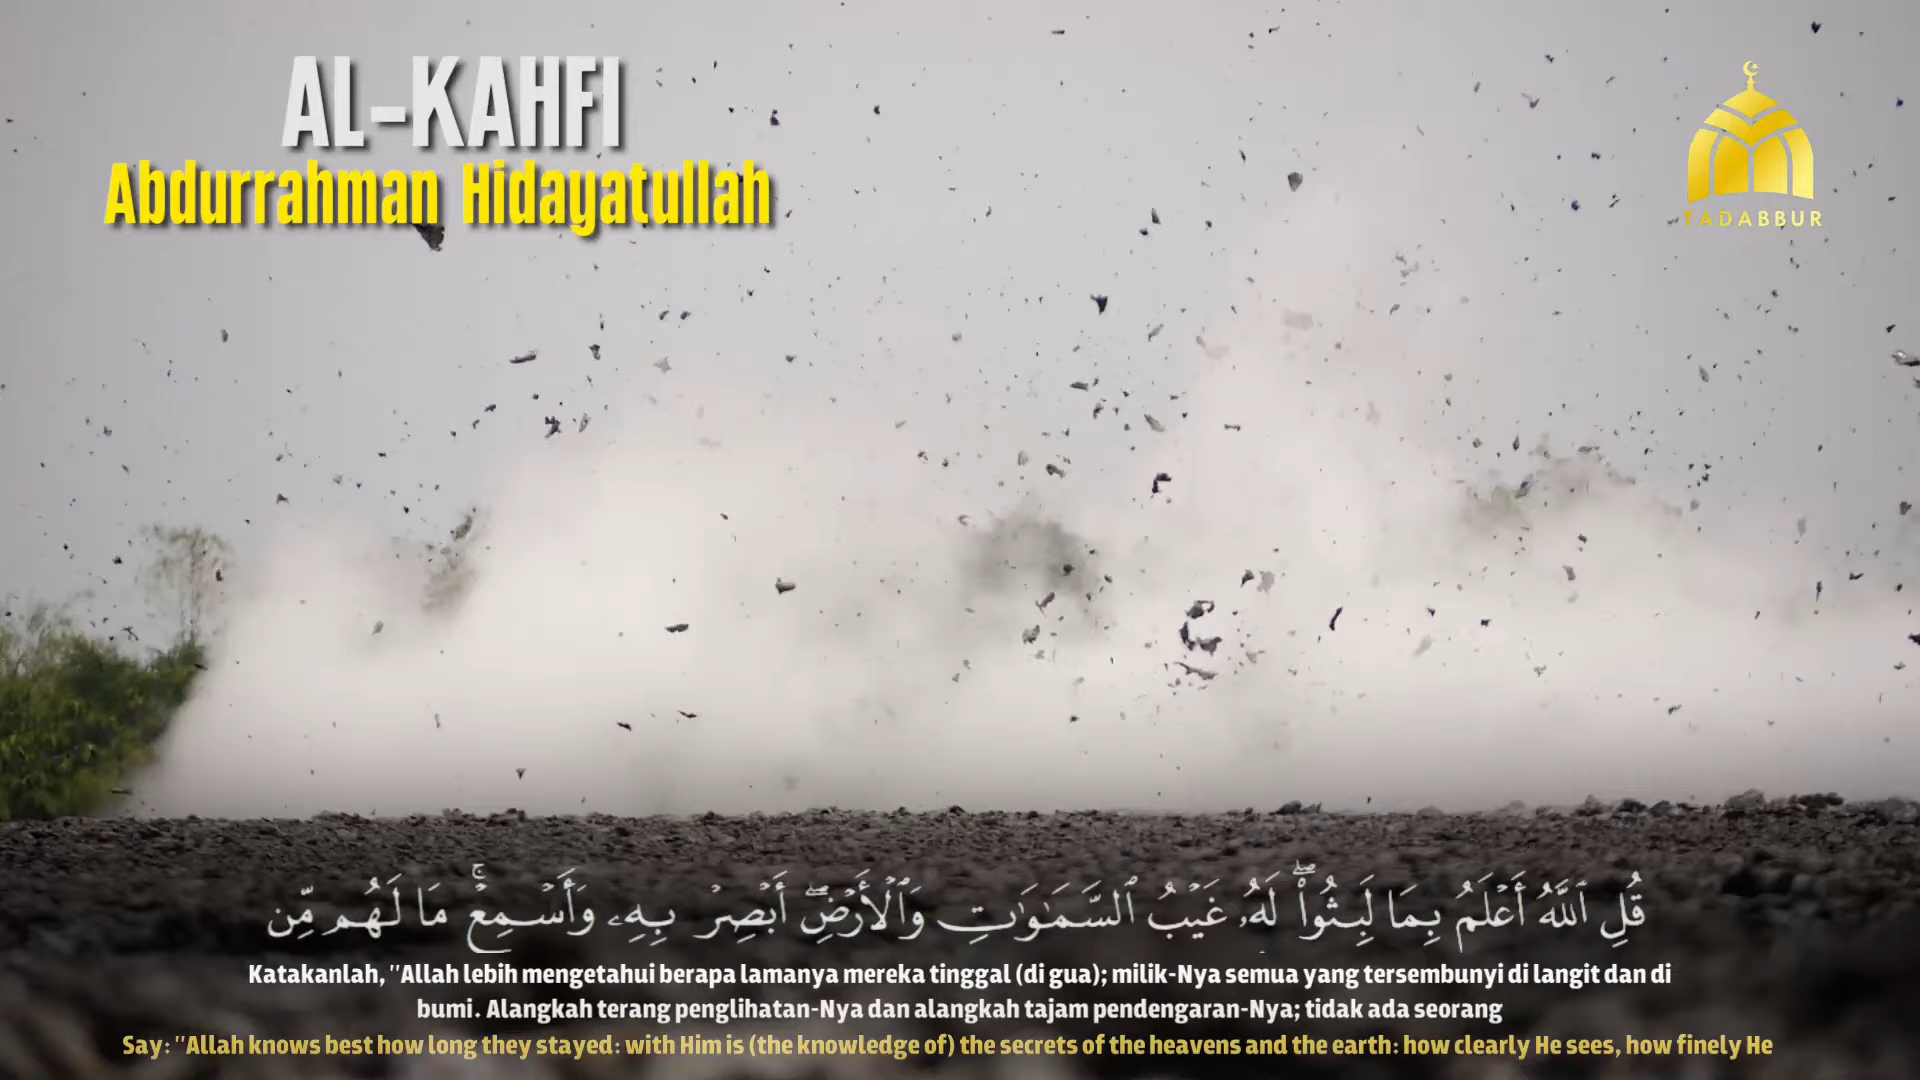 AL-KAHFI
Abdurrahman Hidayatullah
TADABBUR
قُلِ ٱللَّهُ أَعْلَمُ بِمَا لَبِثُوا۟ ۖ لَهُۥ غَيْبُ ٱلسَّمَـٰوَٰتِ وَٱلْأَرْضِ ۖ أَبْصِرْ بِهِۦ وَأَسْمِعْ ۚ مَا لَهُم مِّن
Katakanlah, "Allah lebih mengetahui berapa lamanya mereka tinggal (di gua); milik-Nya semua yang tersembunyi di langit dan di
bumi. Alangkah terang penglihatan-Nya dan alangkah tajam pendengaran-Nya; tidak ada seorang
Say: "Allah knows best how long they stayed: with Him is (the knowledge of) the secrets of the heavens and the earth: how clearly He sees, how finely He